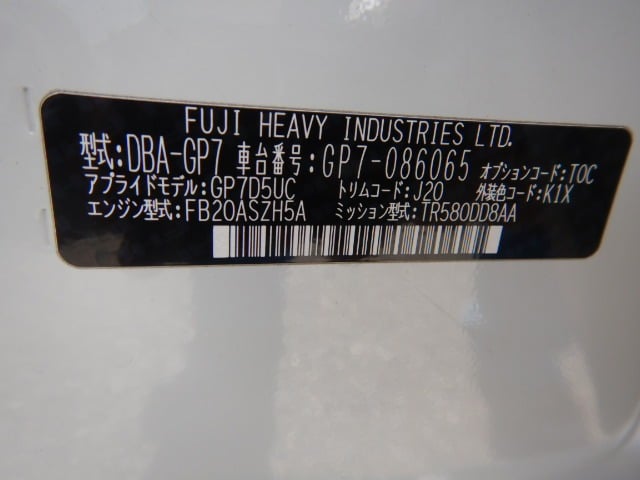 FUJI HEAVY INDUSTRIES LTD.
型式:DBA-GP7 車台番号:GP7-086065 オプションコード:TOC
アプライドモデル:GP7D5UC トリムコード:J20 外装色コード:K1X
エンジン型式:FB20ASZH5A ミッション型式:TR580DD8AA